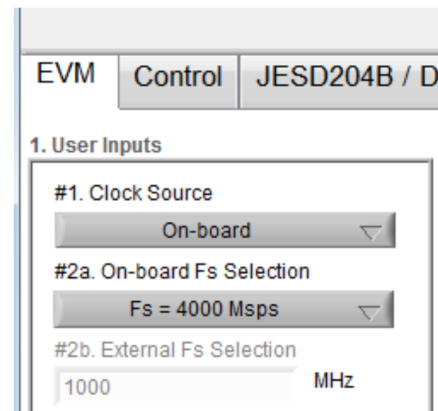 EVM Control JESD204B / D
1. User Inputs
#1. Clock Source
On-board
#2a. On-board Fs Selection
Fs = 4000 Msps
#2b. External Fs Selection
1000 MHz